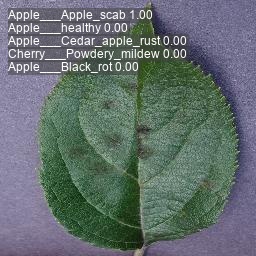 Apple___Apple_scab 1.00
Apple___healthy 0.00
Apple___Cedar_apple_rust 0.00
Cherry___Powdery_mildew 0.00
Apple___Black_rot 0.00